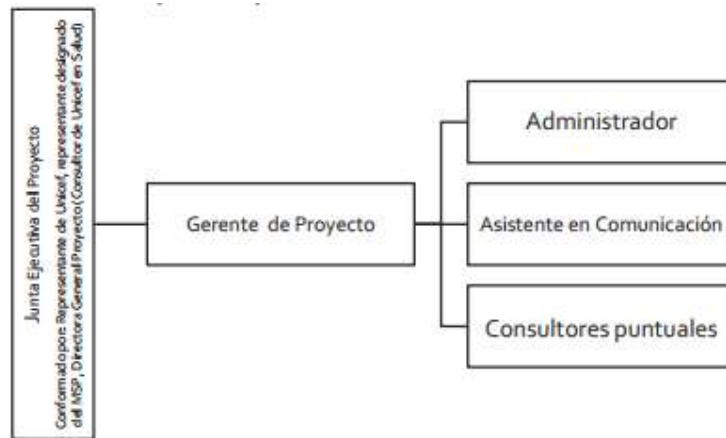 Junta Ejecutiva del Proyecto
Conformado por: Representante de Unicef, representante designado
del MSP, Directora General Proyecto (Consultor de Unicef en Salud)
Gerente de Proyecto
Administrador
Asistente en Comunicación
Consultores puntuales